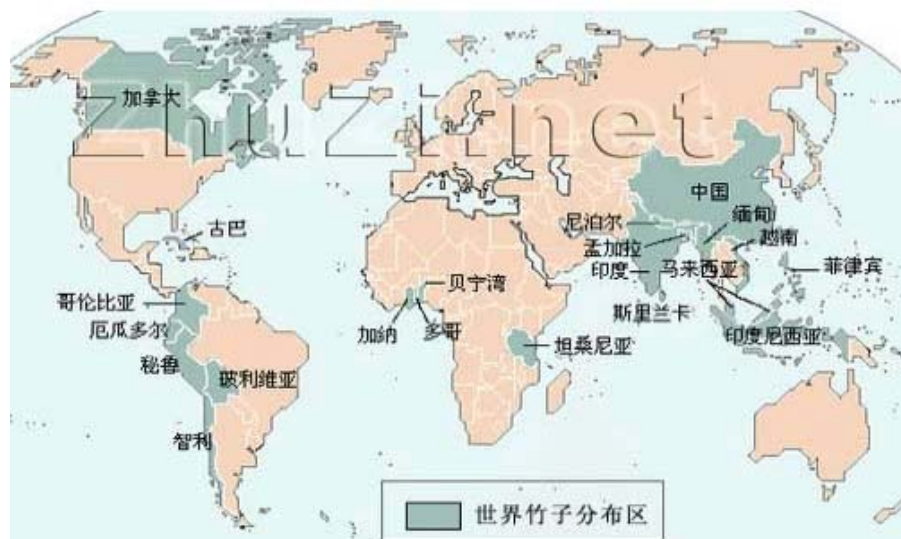 Zhuzi.net
加拿大
中国
尼泊尔
缅甸
古巴
孟加拉
越南
印度
马来西亚
菲律宾
哥伦比亚
贝宁湾
斯里兰卡
厄瓜多尔
加纳
多哥
坦桑尼亚
印度尼西亚
秘鲁
玻利维亚
智利
世界竹子分布区